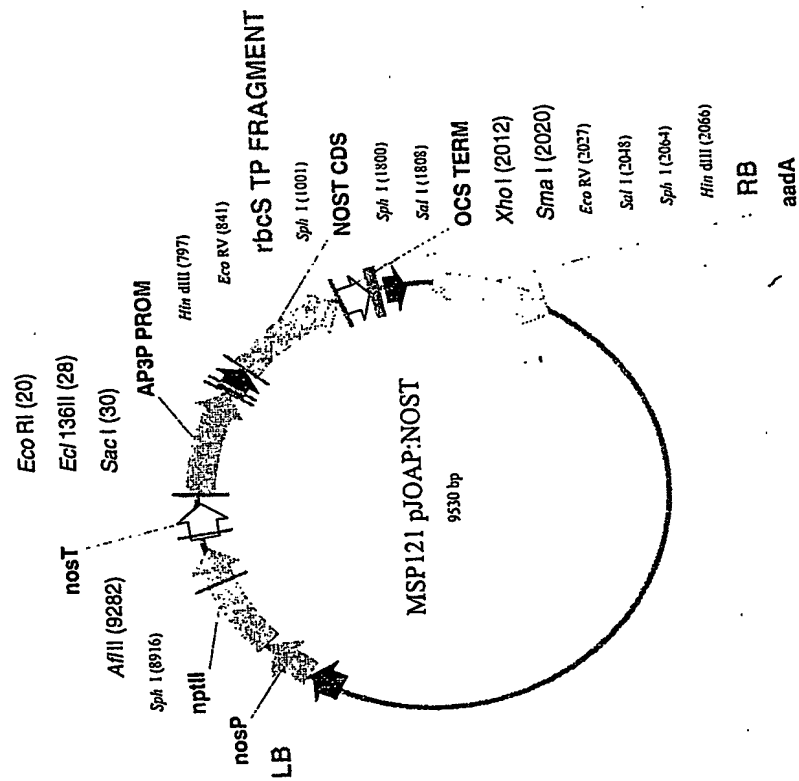 Eco RI (20)
Ecl 136II (28)
Sac I (30)
AP3P PROM
Hin dIII (797)
Eco RV (841)
rbcS TP FRAGMENT
Sph I (1001)
NOST CDS
Sph I (1800)
Sal I (1808)
OCS TERM
Xho I (2012)
Sma I (2020)
Eco RV (2027)
Sal I (2048)
Sph I (2064)
Hin dIII (2066)
RB
aadA
nosT
Afl II (9282)
Sph I (8916)
nptII
nosP
LB
MSP121 pJOAP:NOST
9530 bp